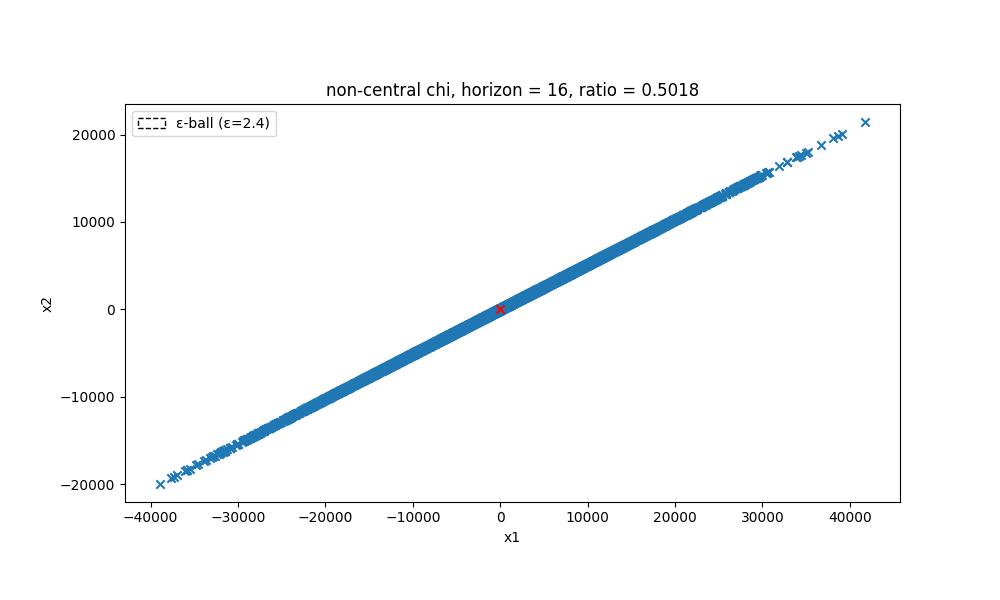 non-central chi, horizon = 16, ratio = 0.5018
ε-ball (ε=2.4)
20000
10000
0
−10000
−20000
x2
−40000 −30000 −20000 −10000 0 10000 20000 30000 40000
x1